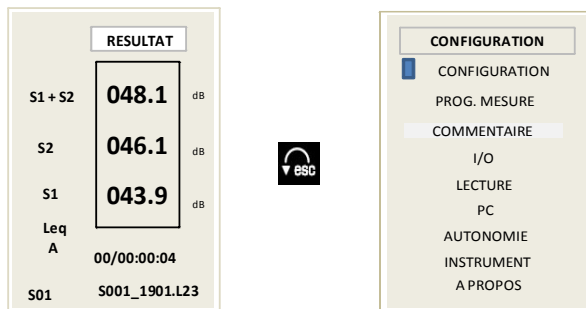 RESULTAT
S1 + S2 048.1 dB
S2 046.1 dB
S1 043.9 dB
Leq
A
00/00:00:04
S01 S001_1901.L23
esc
CONFIGURATION
CONFIGURATION
PROG. MESURE
COMMENTAIRE
I/O
LECTURE
PC
AUTONOMIE
INSTRUMENT
A PROPOS